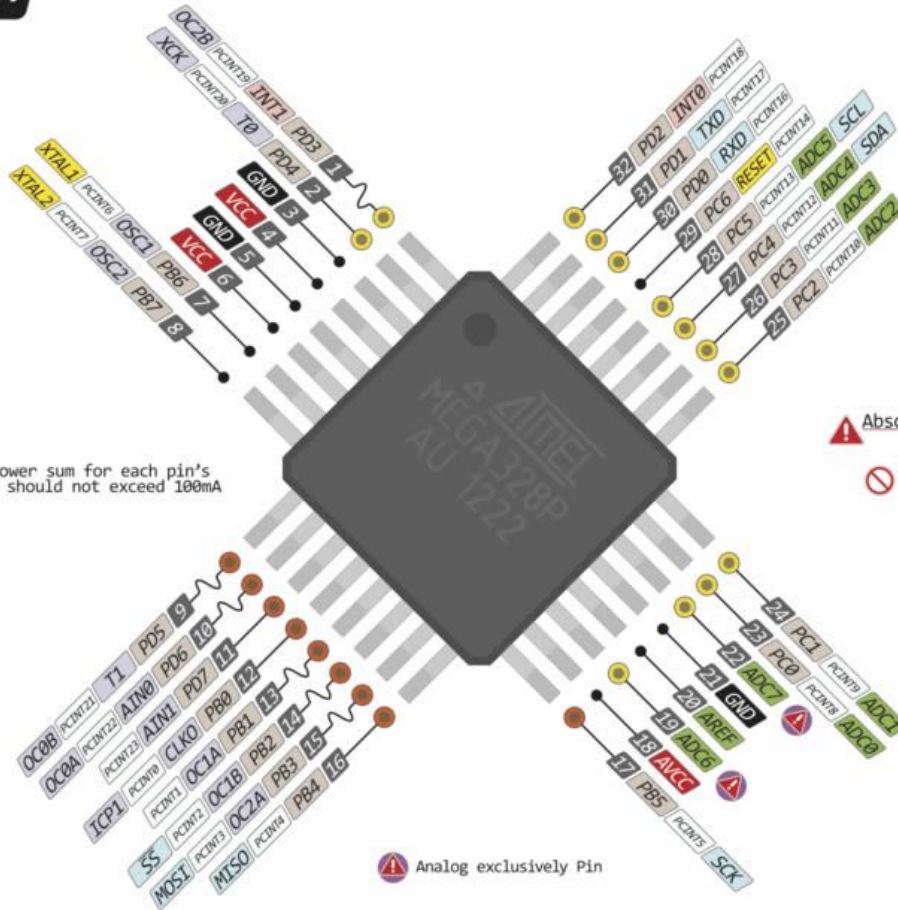 OC2B PCINT19 INT1 PD3 1
XCK PCINT20 T0 PD4 2
GND 3
VCC 4
GND 5
VCC 6
XTAL1 PCINT6 OSC1 PB6 7
XTAL2 PCINT7 OSC2 PB7 8
32 PD2 INT0 PCINT18
31 PD1 TXD PCINT17
30 PD0 RXD PCINT16
29 PC6 RESET PCINT14
28 PC5 PCINT13 ADC5 SCL
27 PC4 PCINT12 ADC4 SDA
26 PC3 PCINT11 ADC3
25 PC2 PCINT10 ADC2
ATMEL
MEGA328P
AU 1222
Abso
ower sum for each pin's
should not exceed 100mA
9 PD5 T1 PCINT21 OC0B
10 PD6 AIN0 PCINT22 OC0A
11 PD7 AIN1 PCINT23
12 PB0 CLKO PCINT0 ICP1
13 PB1 OC1A PCINT1
14 PB2 OC1B PCINT2 SS
15 PB3 OC2A PCINT3 MOSI
16 PB4 PCINT4 MISO
24 PC1 PCINT9 ADC1
23 PC0 PCINT8 ADC0
22 ADC7
21 GND
20 AREF
19 ADC6
18 AVCC
17 PB5 PCINT5 SCK
Analog exclusively Pin